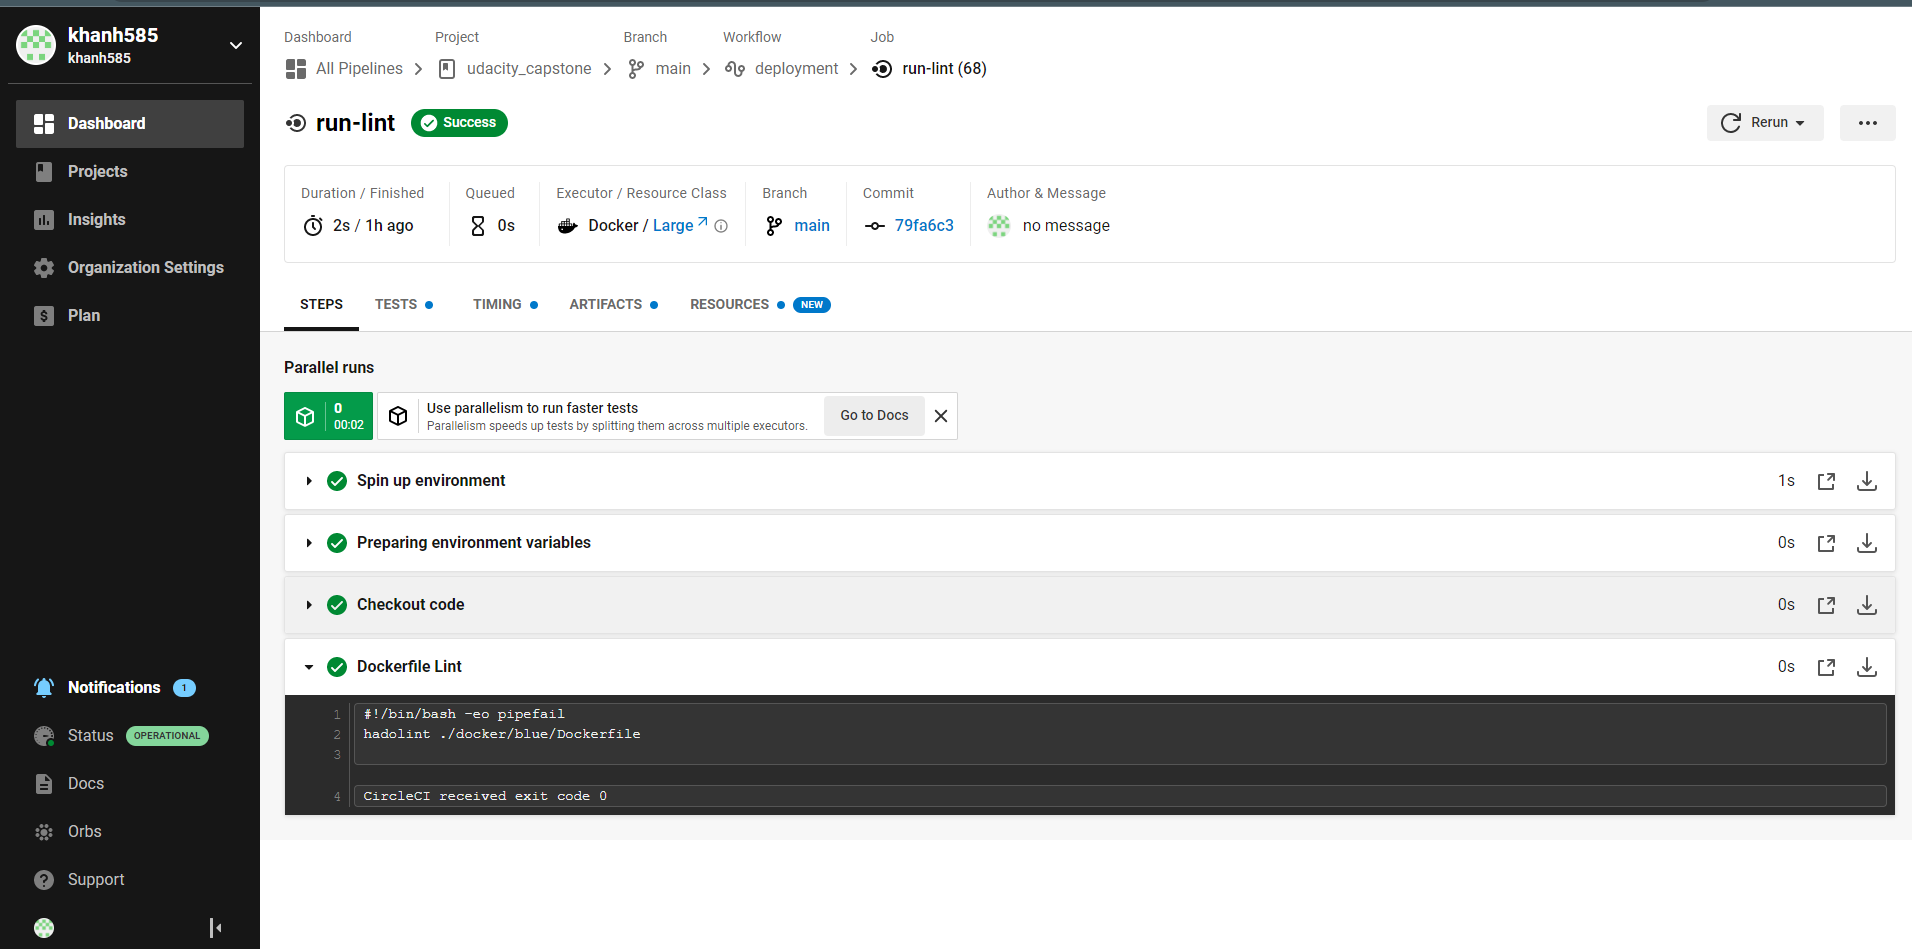 khanh585
khanh585
Dashboard
Projects
Insights
Organization Settings
Plan
Notifications 1
Status OPERATIONAL
Docs
Orbs
Support
Dashboard Project Branch Workflow Job
All Pipelines udacity_capstone main deployment run-lint (68)
run-lint Success Rerun
Duration / Finished Queued Executor / Resource Class Branch Commit Author & Message
2s / 1h ago 0s Docker / Large main 79fa6c3 no message
STEPS TESTS TIMING ARTIFACTS RESOURCES NEW
Parallel runs
0
00:02
Use parallelism to run faster tests
Parallelism speeds up tests by splitting them across multiple executors.
Go to Docs
Spin up environment 1s
Preparing environment variables 0s
Checkout code 0s
Dockerfile Lint 0s
1 #!/bin/bash -eo pipefail
2 hadolint ./docker/blue/Dockerfile
3
4 CircleCI received exit code 0